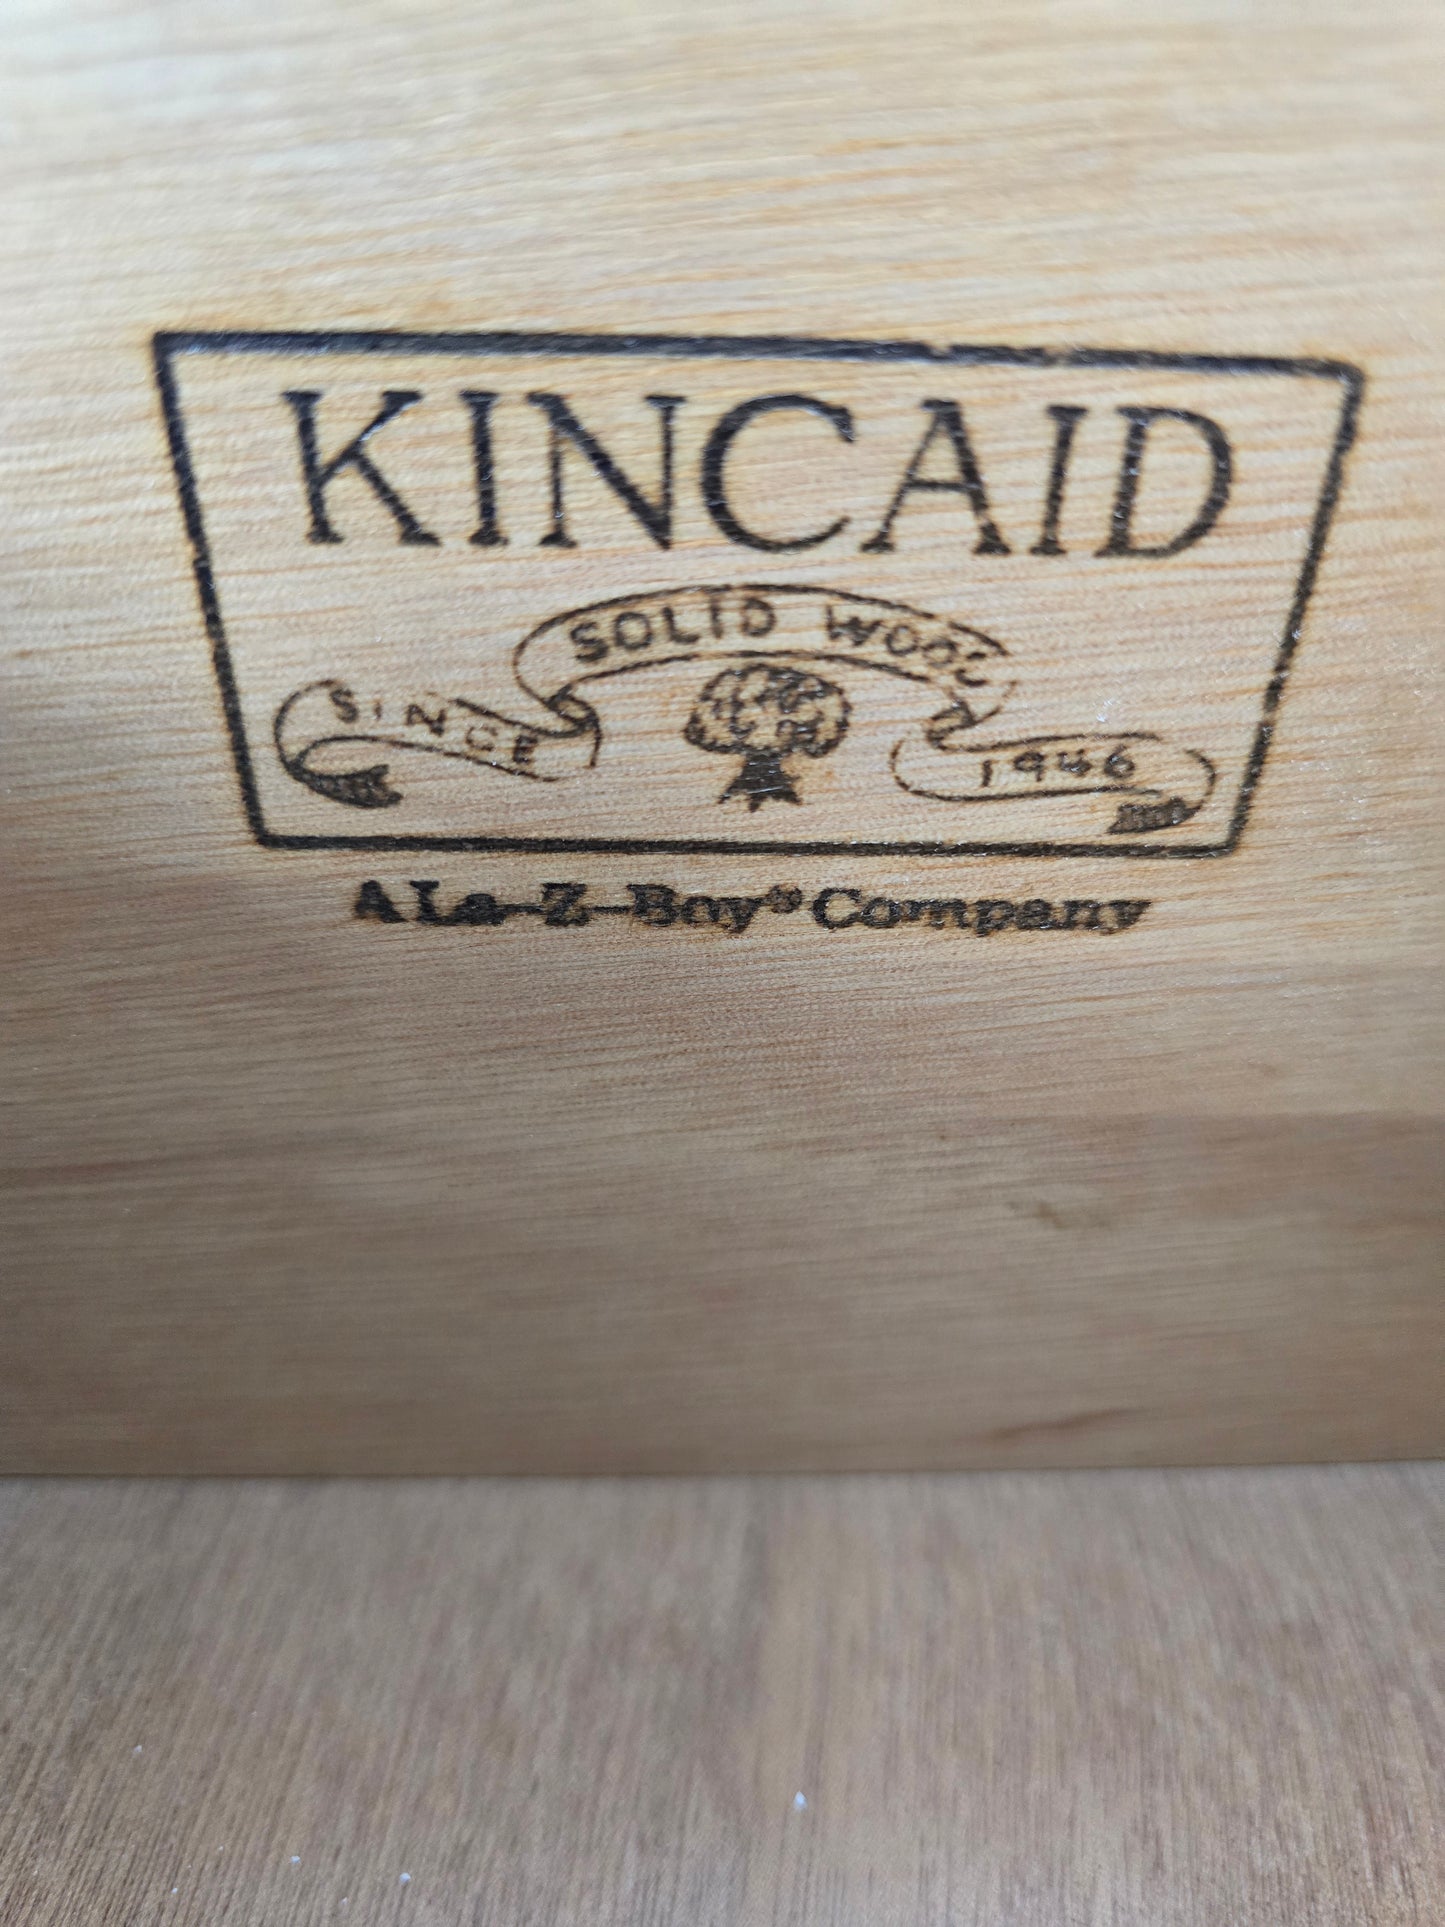 KINCAID
SOLID WOOD
SINCE 1946
A La-Z-Boy® Company